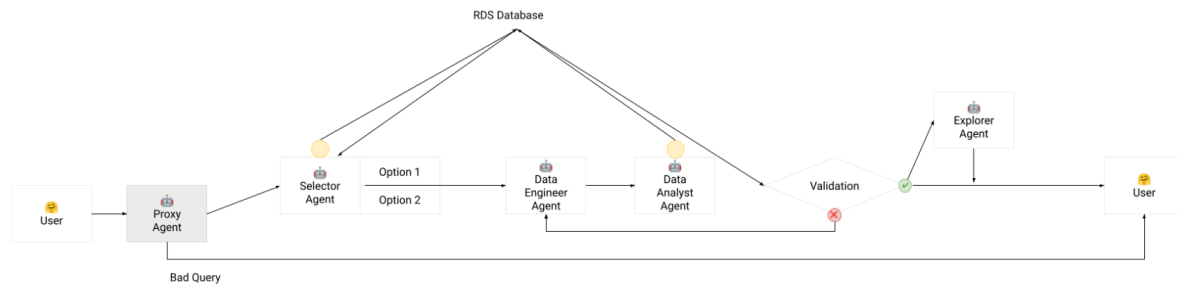 RDS Database
Explorer
Agent
Selector
Agent
Option 1
Option 2
Data
Engineer
Agent
Data
Analyst
Agent
Validation
User
User
Proxy
Agent
Bad Query